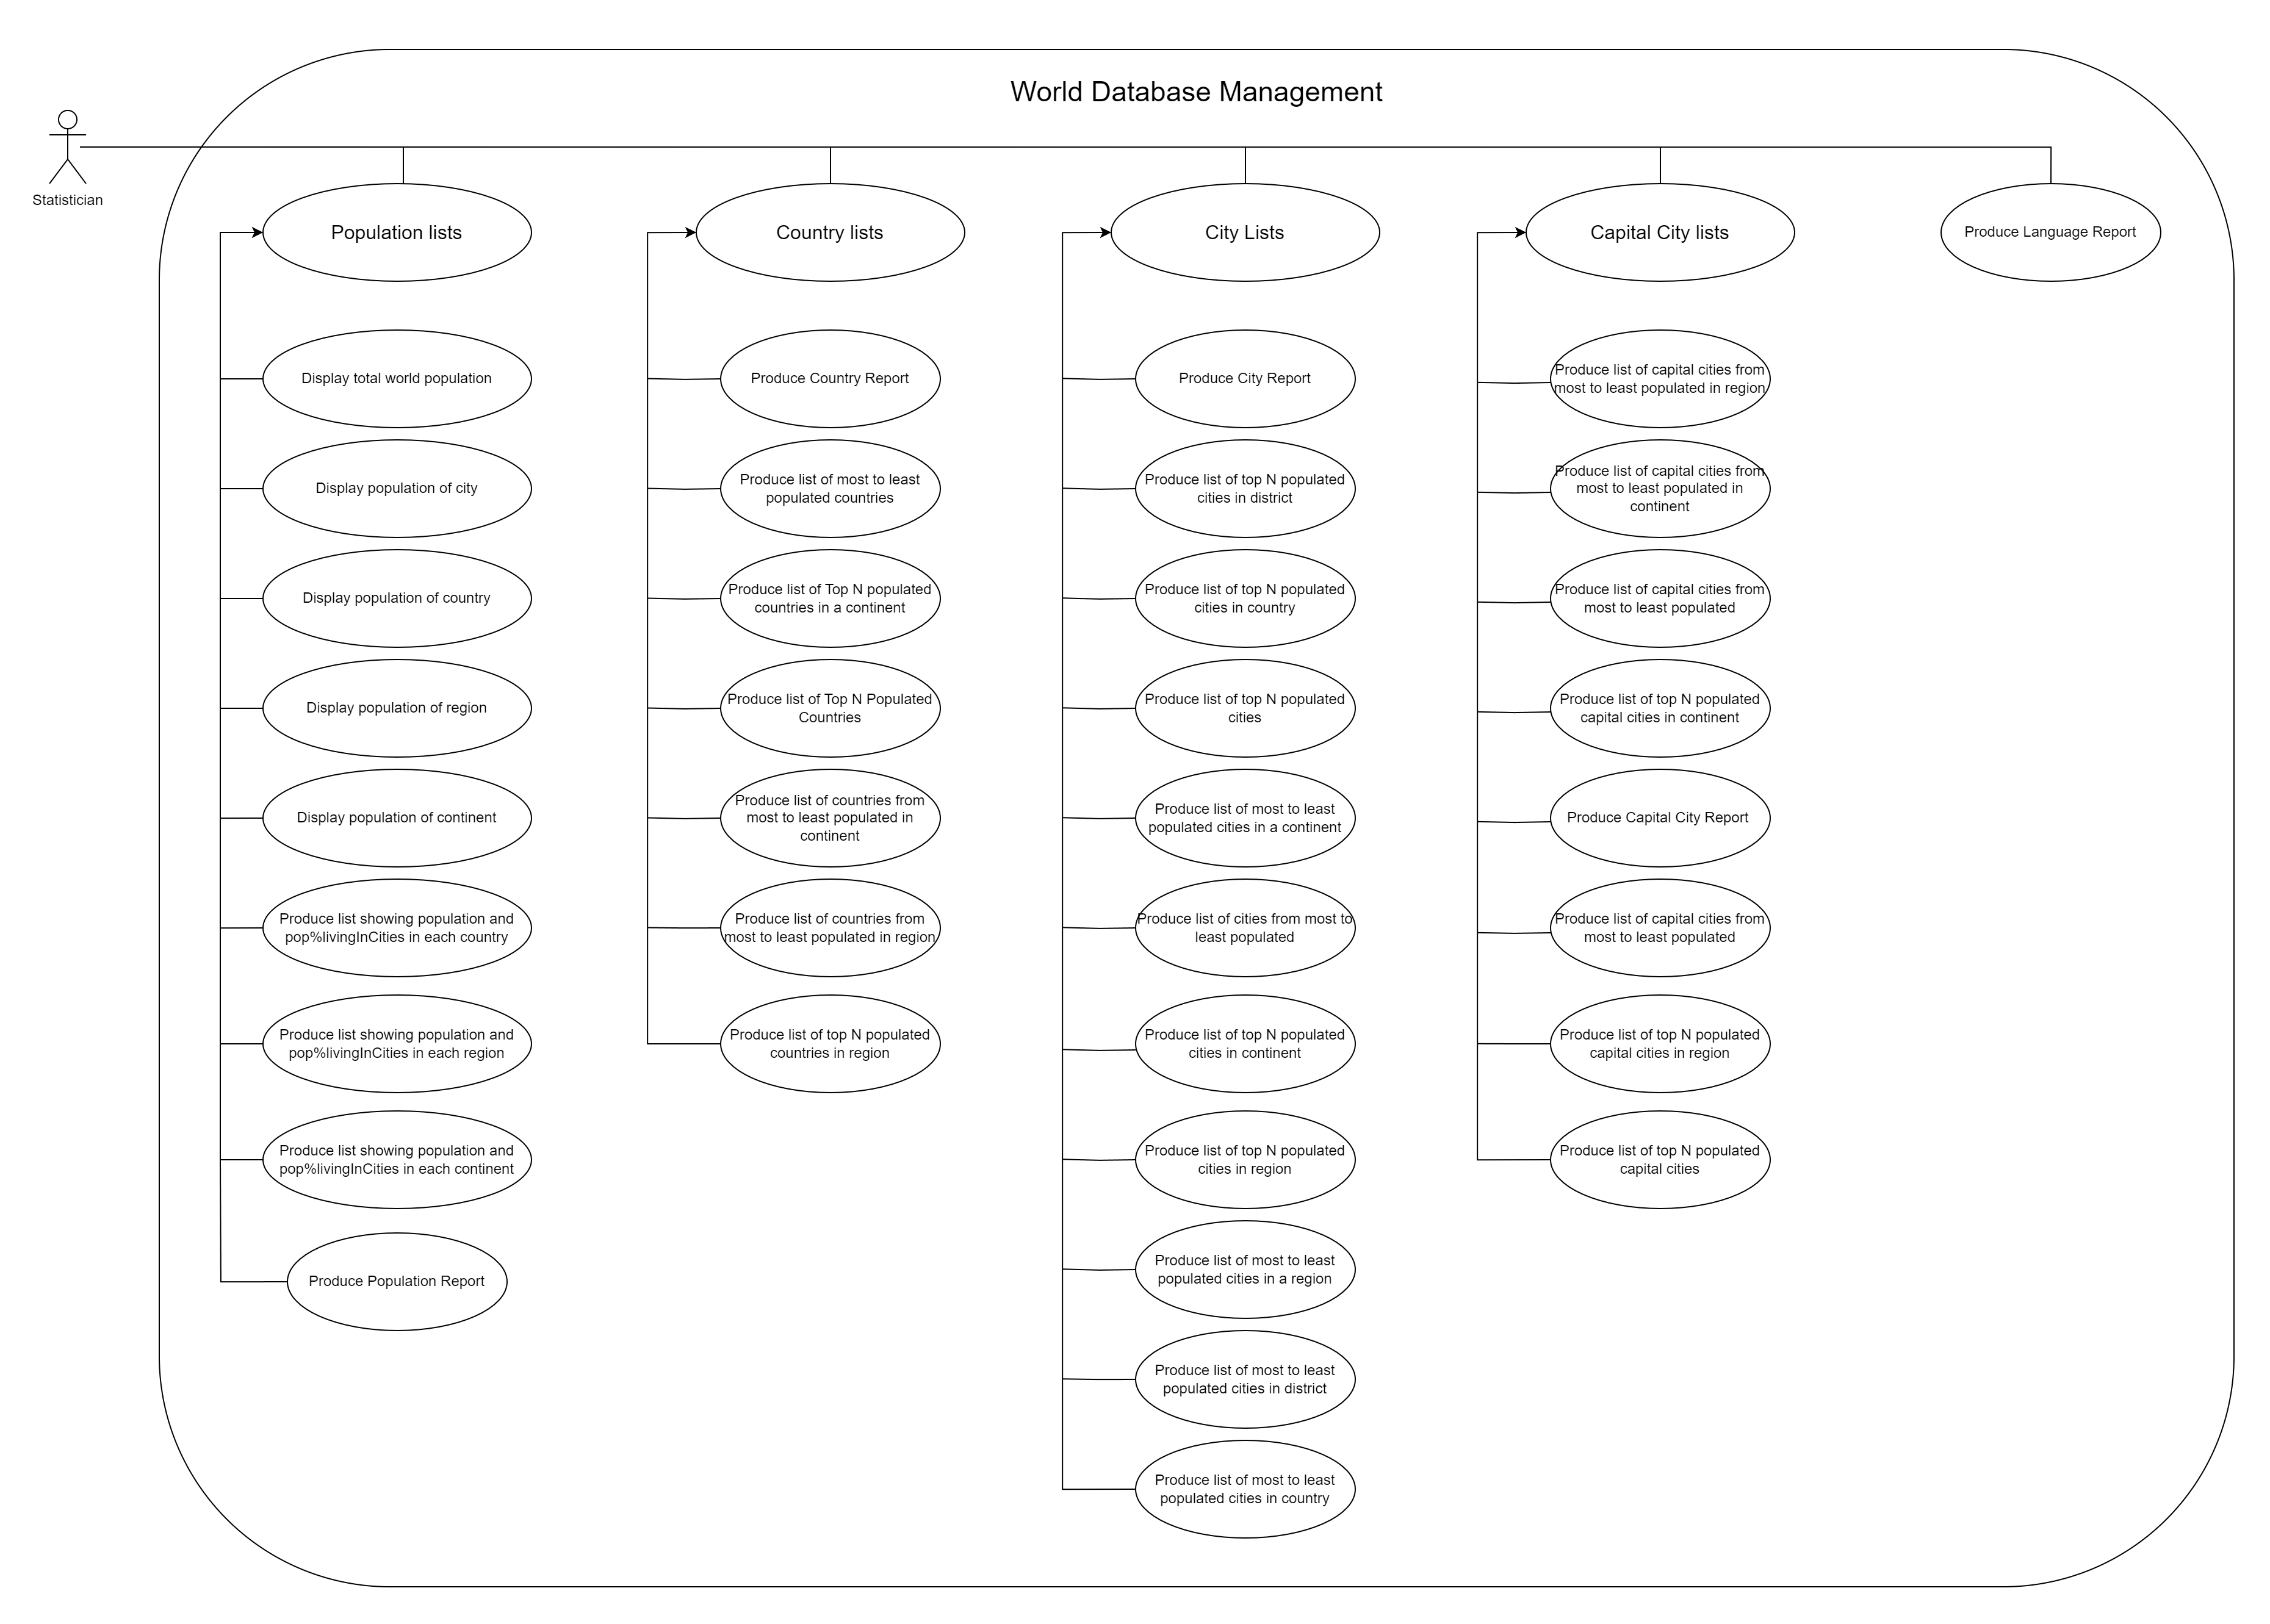 World Database Management
Statistician
Population lists
Display total world population
Display population of city
Display population of country
Display population of region
Display population of continent
Produce list showing population and
pop%livingInCities in each country
Produce list showing population and
pop%livingInCities in each region
Produce list showing population and
pop%livingInCities in each continent
Produce Population Report
Country lists
Produce Country Report
Produce list of most to least
populated countries
Produce list of Top N populated
countries in a continent
Produce list of Top N Populated
Countries
Produce list of countries from
most to least populated in
continent
Produce list of countries from
most to least populated in region
Produce list of top N populated
countries in region
City Lists
Produce City Report
Produce list of top N populated
cities in district
Produce list of top N populated
cities in country
Produce list of top N populated
cities
Produce list of most to least
populated cities in a continent
Produce list of cities from most to
least populated
Produce list of top N populated
cities in continent
Produce list of top N populated
cities in region
Produce list of most to least
populated cities in a region
Produce list of most to least
populated cities in district
Produce list of most to least
populated cities in country
Capital City lists
Produce list of capital cities from
most to least populated in region
Produce list of capital cities from
most to least populated in
continent
Produce list of capital cities from
most to least populated
Produce list of top N populated
capital cities in continent
Produce Capital City Report
Produce list of capital cities from
most to least populated
Produce list of top N populated
capital cities in region
Produce list of top N populated
capital cities
Produce Language Report